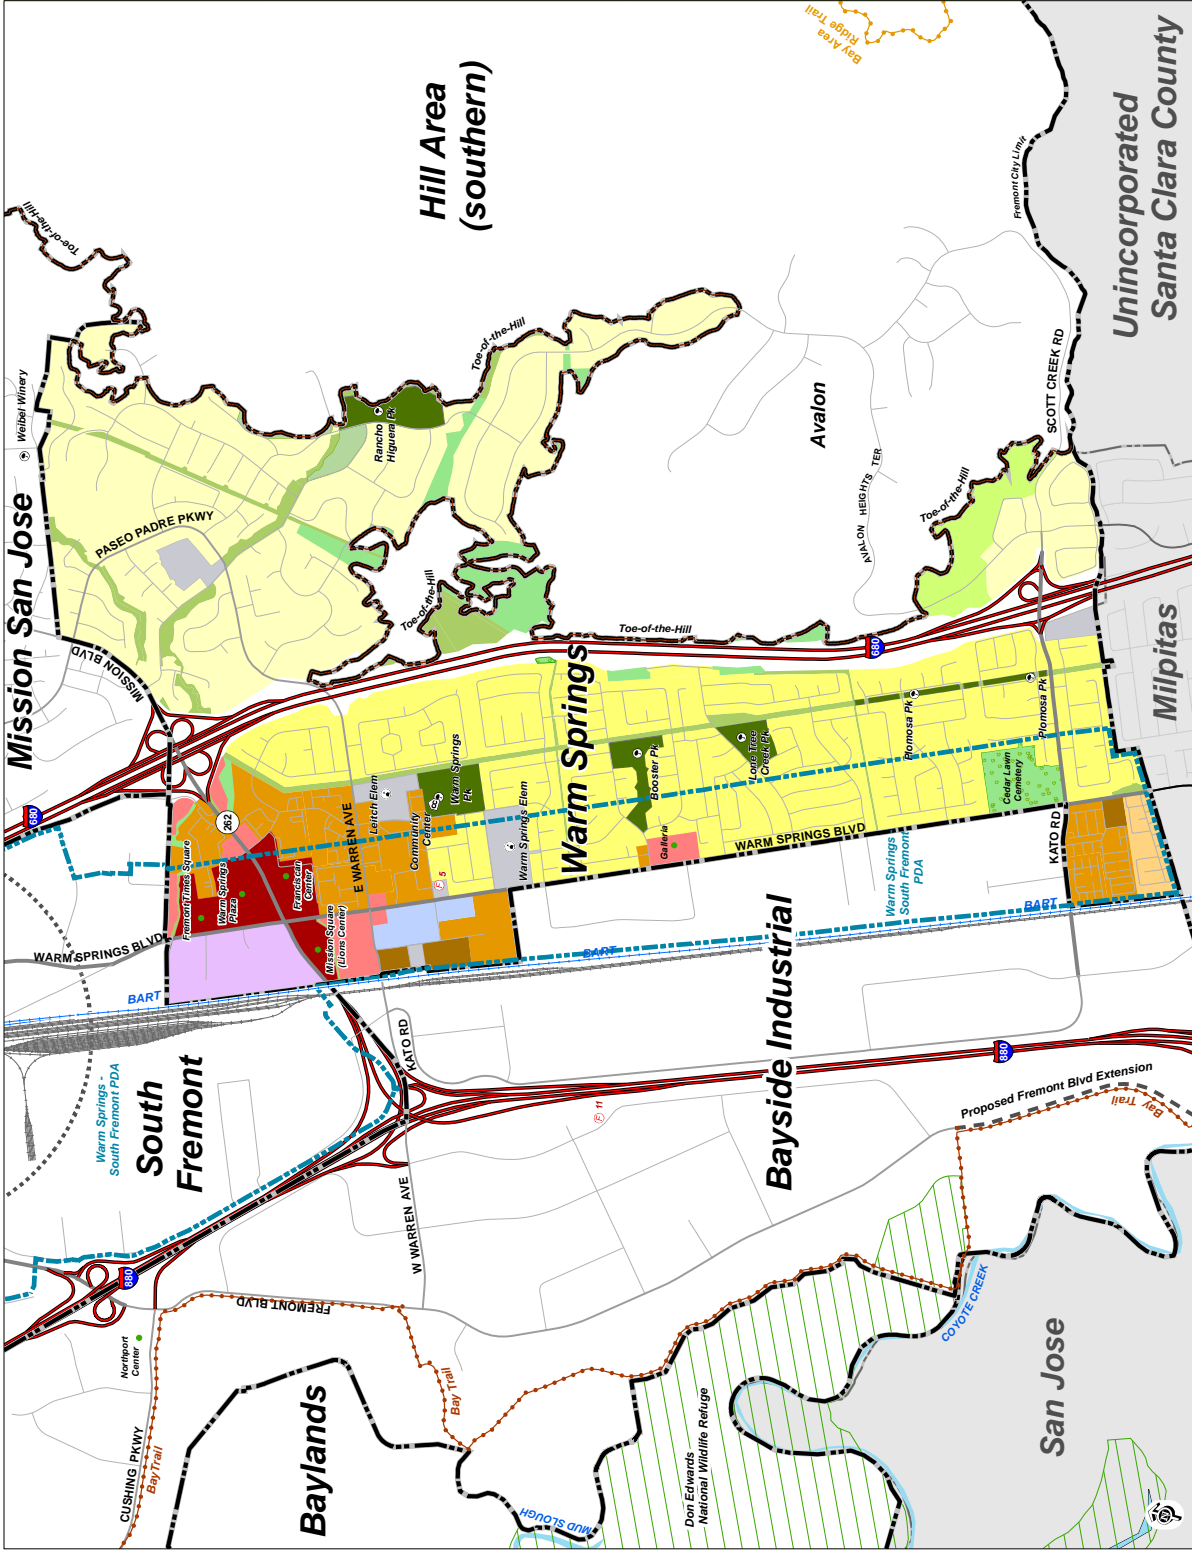 Bay Area
Ridge Trail
Hill Area
(southern)
Unincorporated
Santa Clara County
Fremont City Limit
Toe-of-the-Hill
Toe-of-the-Hill
Weibel Winery
Toe-of-the-Hill
SCOTT CREEK RD
Rancho
Higuera Pk
Avalon
AVALON HEIGHTS TER
Toe-of-the-Hill
Mission San Jose
PASEO PADRE PKWY
Toe-of-the-Hill
Toe-of-the-Hill
680
MISSION BLVD
Milpitas
Warm Springs
Plomosa Pk
Plomosa Pk
Lone Tree
Creek Pk
Booster Pk
Warm Springs
Pk
Cedar Lawn
Cemetery
680
262
Leitch Elem
Community
Center
Warm Springs Elem
E WARREN AVE
Galleria
WARM SPRINGS BLVD
KATO RD
Fremont Times Square
Warm Springs
Plaza
Franciscan
Center
F 5
Warm Springs
South Fremont
PDA
Mission Square
(Lions Center)
WARM SPRINGS BLVD
BART
BART
BART
Bayside Industrial
KATO RD
880
South
Fremont
Warm Springs -
South Fremont PDA
F 11
Proposed Fremont Blvd Extension
Bay Trail
W WARREN AVE
880
FREMONT BLVD
Northport
Center
COYOTE CREEK
San Jose
Bay Trail
Baylands
CUSHING PKWY
BayTrail
Don Edwards
National Wildlife Refuge
MUD SLOUGH